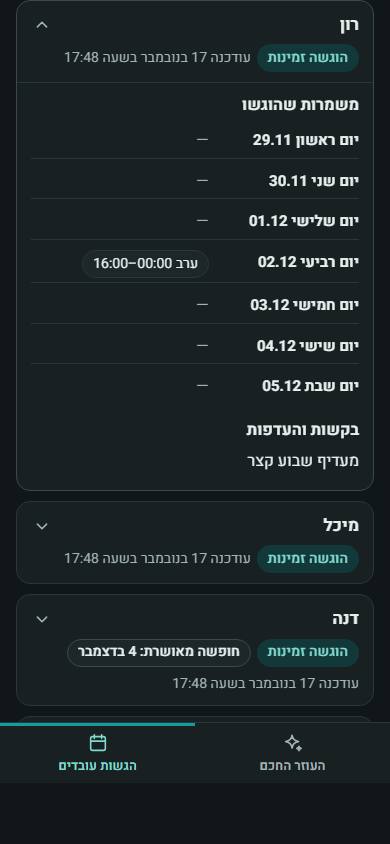 רון
הוגשה זמינות עודכנה 17 בנובמבר בשעה 17:48
משמרות שהוגשו
יום ראשון 29.11 —
יום שני 30.11 —
יום שלישי 01.12 —
יום רביעי 02.12 ערב 16:00–00:00
יום חמישי 03.12 —
יום שישי 04.12 —
יום שבת 05.12 —
בקשות והעדפות
מעדיף שבוע קצר
מיכל
הוגשה זמינות עודכנה 17 בנובמבר בשעה 17:48
דנה
הוגשה זמינות חופשה מאושרת: 4 בדצמבר
עודכנה 17 בנובמבר בשעה 17:48
העוזר החכם הגשות עובדים